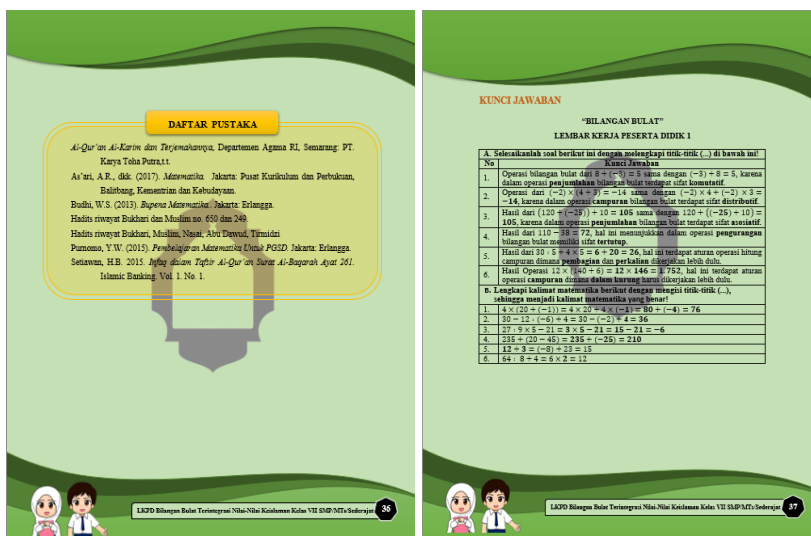 DAFTAR PUSTAKA
Al-Qur'an Al-Karim dan Terjemahannya, Departemen Agama RI, Semarang: PT.
Karya Toha Putra,t.t.
As'ari, A.R., dkk. (2017). Matematika. Jakarta: Pusat Kurikulum dan Perbukuan,
Balitbang, Kementrian dan Kebudayaan.
Budhi, W.S. (2013). Bupena Matematika. Jakarta: Erlangga.
Hadits riwayat Bukhari dan Muslim no. 650 dan 249.
Hadits riwayat Bukhari, Muslim, Nasai, Abu Dawud, Tirmidzi
Purnomo, Y.W. (2015). Pembelajaran Matematika Untuk PGSD. Jakarta: Erlangga.
Setiawan, H.B. 2015. Infaq dalam Tafsir Al-Qur'an Surat Al-Baqarah Ayat 261.
Islamic Banking. Vol. 1. No. 1.
LKPD Bilangan Bulat Terintegrasi Nilai-Nilai Keislaman Kelas VII SMP/MTs/Sederajat 36
KUNCI JAWABAN
"BILANGAN BULAT"
LEMBAR KERJA PESERTA DIDIK 1
A. Selesaikanlah soal berikut ini dengan melengkapi titik-titik (...) di bawah ini!
No Kunci Jawaban
1. Operasi bilangan bulat dari 8 + (−3) = 5 sama dengan (−3) + 8 = 5, karena
dalam operasi penjumlahan bilangan bulat terdapat sifat komutatif.
2. Operasi dari (−2) × (4 + 3) = −14 sama dengan (−2) × 4 + (−2) × 3 =
−14, karena dalam operasi campuran bilangan bulat terdapat sifat distributif.
3. Hasil dari (120 + (−25)) + 10 = 105 sama dengan 120 + ((−25) + 10) =
105, karena dalam operasi penjumlahan bilangan bulat terdapat sifat asosiatif.
4. Hasil dari 110 − 38 = 72, hal ini menunjukkan dalam operasi pengurangan
bilangan bulat memiliki sifat tertutup.
5. Hasil dari 30 : 5 + 4 × 5 = 6 + 20 = 26, hal ini terdapat aturan operasi hitung
campuran dimana pembagian dan perkalian dikerjakan lebih dulu.
6. Hasil Operasi 12 × (140 + 6) = 12 × 146 = 1.752, hal ini terdapat aturan
operasi campuran dimana dalam kurung harus dikerjakan lebih dulu.
B. Lengkapi kalimat matematika berikut dengan mengisi titik-titik (...),
sehingga menjadi kalimat matematika yang benar!
1. 4 × (20 + (−1)) = 4 × 20 + 4 × (−1) = 80 + (−4) = 76
2. 30 − 12 : (−6) + 4 = 30 − (−2) + 4 = 36
3. 27 : 9 × 5 − 21 = 3 × 5 − 21 = 15 − 21 = −6
4. 235 + (20 − 45) = 235 + (−25) = 210
5. 12 + 3 = (−8) + 23 = 15
6. 64 : 8 + 4 = 6 × 2 = 12
LKPD Bilangan Bulat Terintegrasi Nilai-Nilai Keislaman Kelas VII SMP/MTs/Sederajat 37